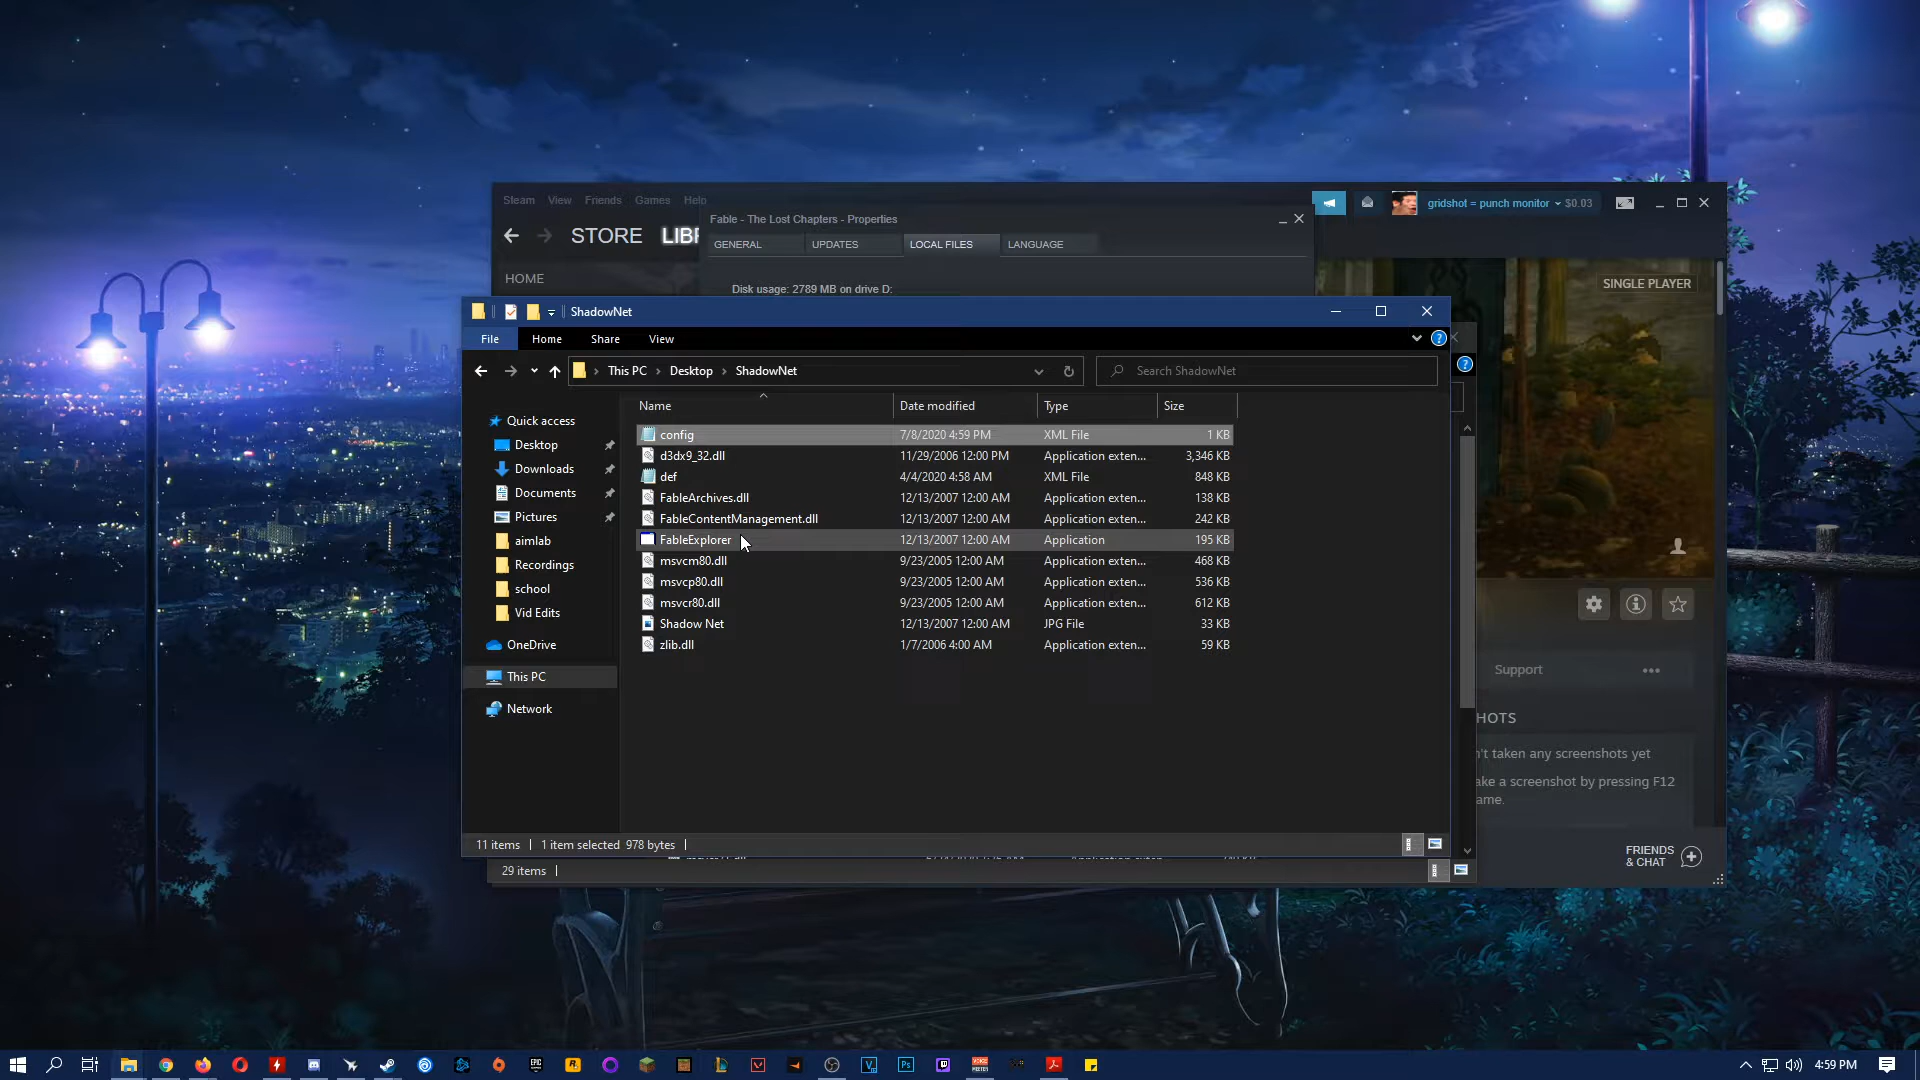 Steam View Friends Games Help
gridshot = punch monitor $0.03
Fable - The Lost Chapters - Properties
STORE
GENERAL UPDATES LOCAL FILES LANGUAGE
HOME
Disk usage: 2789 MB on drive D:
SINGLE PLAYER
ShadowNet
File Home Share View
This PC > Desktop > ShadowNet
Search ShadowNet
Name Date modified Type Size
Quick access
Desktop
Downloads
Documents
Pictures
aimlab
Recordings
school
Vid Edits
OneDrive
This PC
Network
config 7/8/2020 4:59 PM XML File 1 KB
d3dx9_32.dll 11/29/2006 12:00 PM Application exten... 3,346 KB
def 4/4/2020 4:58 AM XML File 848 KB
FableArchives.dll 12/13/2007 12:00 AM Application exten... 138 KB
FableContentManagement.dll 12/13/2007 12:00 AM Application exten... 242 KB
FableExplorer 12/13/2007 12:00 AM Application 195 KB
msvcm80.dll 9/23/2005 12:00 AM Application exten... 468 KB
msvcp80.dll 9/23/2005 12:00 AM Application exten... 536 KB
msvcr80.dll 9/23/2005 12:00 AM Application exten... 612 KB
Shadow Net 12/13/2007 12:00 AM JPG File 33 KB
zlib.dll 1/7/2006 4:00 AM Application exten... 59 KB
Support
HOTS
't taken any screenshots yet
ake a screenshot by pressing F12
ame.
11 items 1 item selected 978 bytes
29 items
FRIENDS
& CHAT
4:59 PM